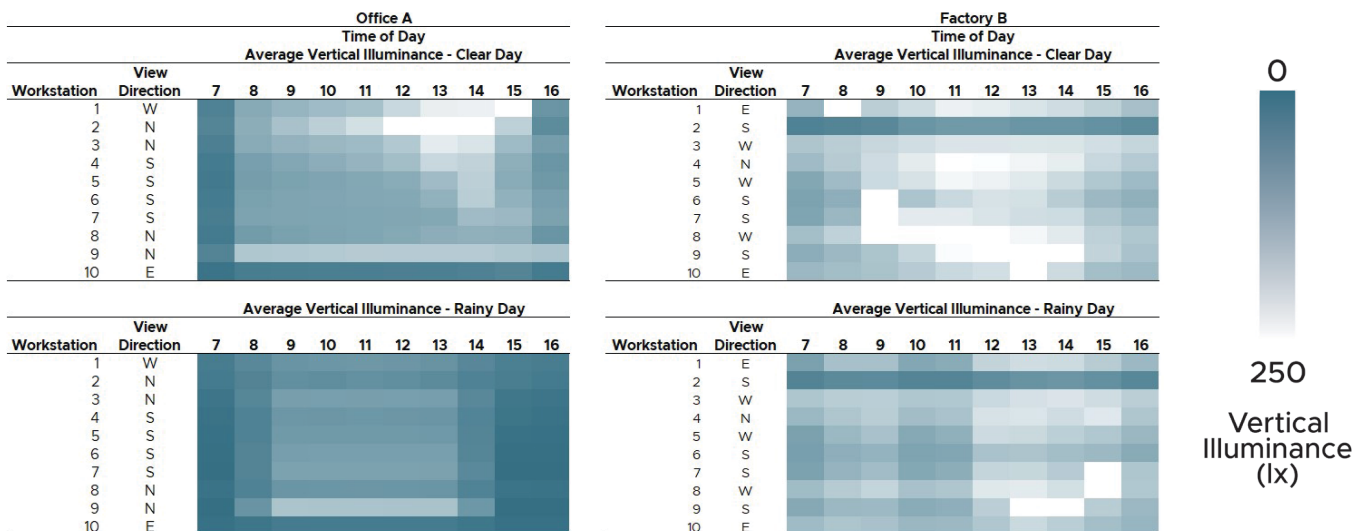 Office A
Time of Day
Average Vertical Illuminance - Clear Day
Workstation View Direction 7 8 9 10 11 12 13 14 15 16
1 W
2 N
3 N
4 S
5 S
6 S
7 S
8 N
9 N
10 E
Average Vertical Illuminance - Rainy Day
Workstation View Direction 7 8 9 10 11 12 13 14 15 16
1 W
2 N
3 N
4 S
5 S
6 S
7 S
8 N
9 N
10 E
Factory B
Time of Day
Average Vertical Illuminance - Clear Day
Workstation View Direction 7 8 9 10 11 12 13 14 15 16
1 E
2 S
3 W
4 N
5 W
6 S
7 S
8 W
9 S
10 E
Average Vertical Illuminance - Rainy Day
Workstation View Direction 7 8 9 10 11 12 13 14 15 16
1 E
2 S
3 W
4 N
5 W
6 S
7 S
8 W
9 S
10 E
0
250
Vertical
Illuminance
(lx)